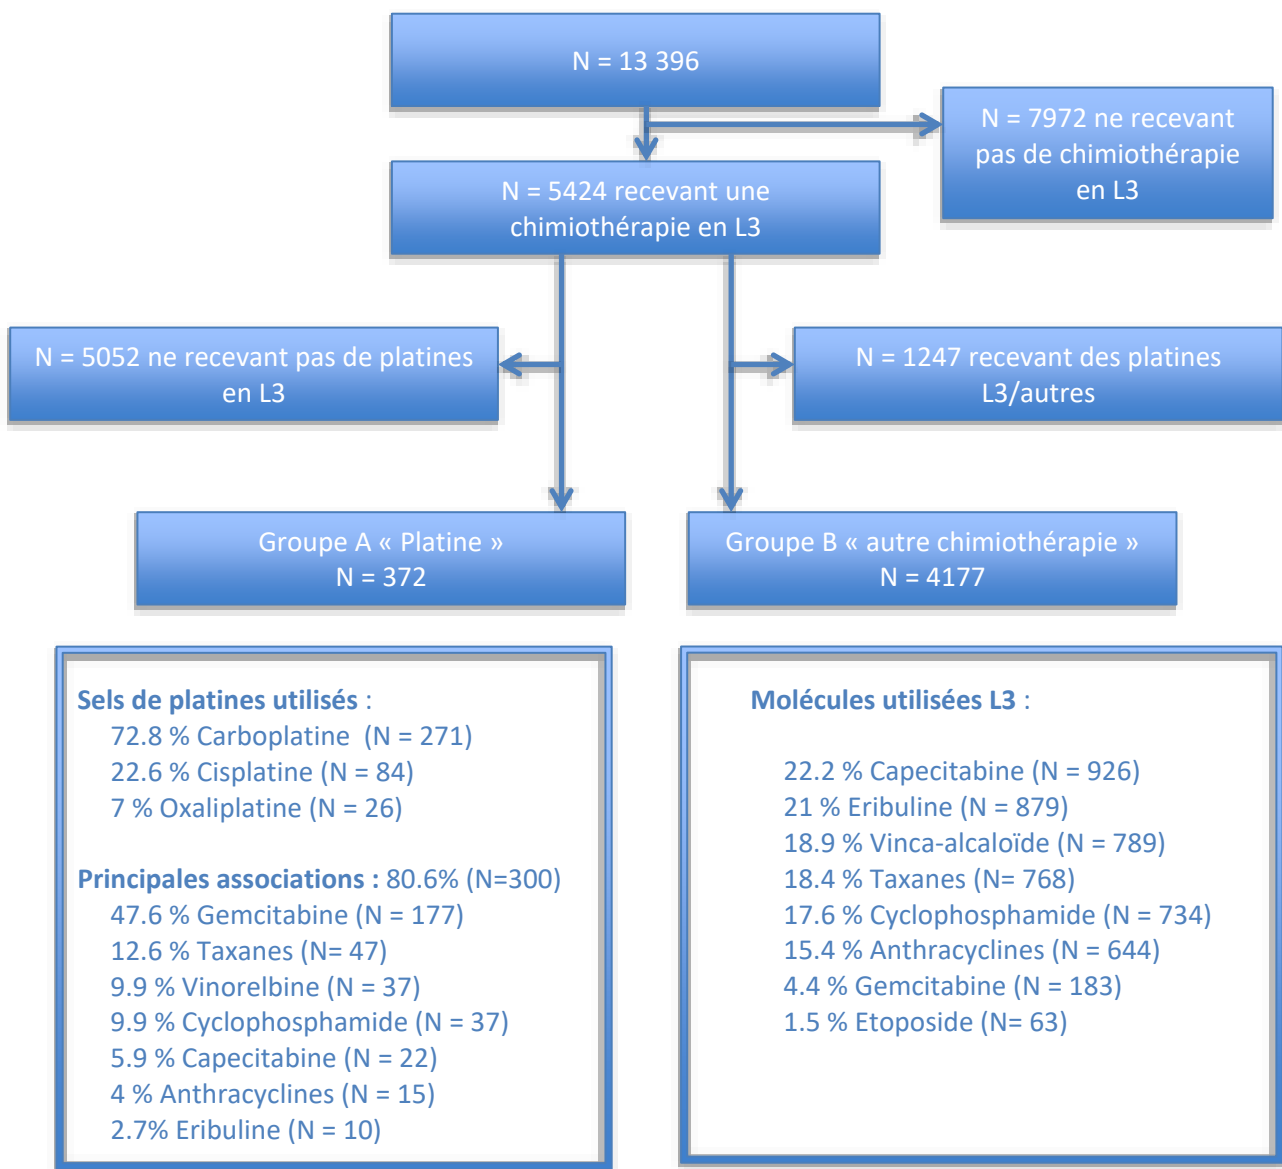 N = 13 396
N = 7972 ne recevant
pas de chimiothérapie
en L3
N = 5424 recevant une
chimiothérapie en L3
N = 5052 ne recevant pas de platines
en L3
N = 1247 recevant des platines
L3/autres
Groupe A « Platine »
N = 372
Groupe B « autre chimiothérapie »
N = 4177
Sels de platines utilisés :
72.8 % Carboplatine (N = 271)
22.6 % Cisplatine (N = 84)
7 % Oxaliplatine (N = 26)
Principales associations : 80.6% (N=300)
47.6 % Gemcitabine (N = 177)
12.6 % Taxanes (N= 47)
9.9 % Vinorelbine (N = 37)
9.9 % Cyclophosphamide (N = 37)
5.9 % Capecitabine (N = 22)
4 % Anthracyclines (N = 15)
2.7% Eribuline (N = 10)
Molécules utilisées L3 :
22.2 % Capecitabine (N = 926)
21 % Eribuline (N = 879)
18.9 % Vinca-alcaloïde (N = 789)
18.4 % Taxanes (N= 768)
17.6 % Cyclophosphamide (N = 734)
15.4 % Anthracyclines (N = 644)
4.4 % Gemcitabine (N = 183)
1.5 % Etoposide (N= 63)